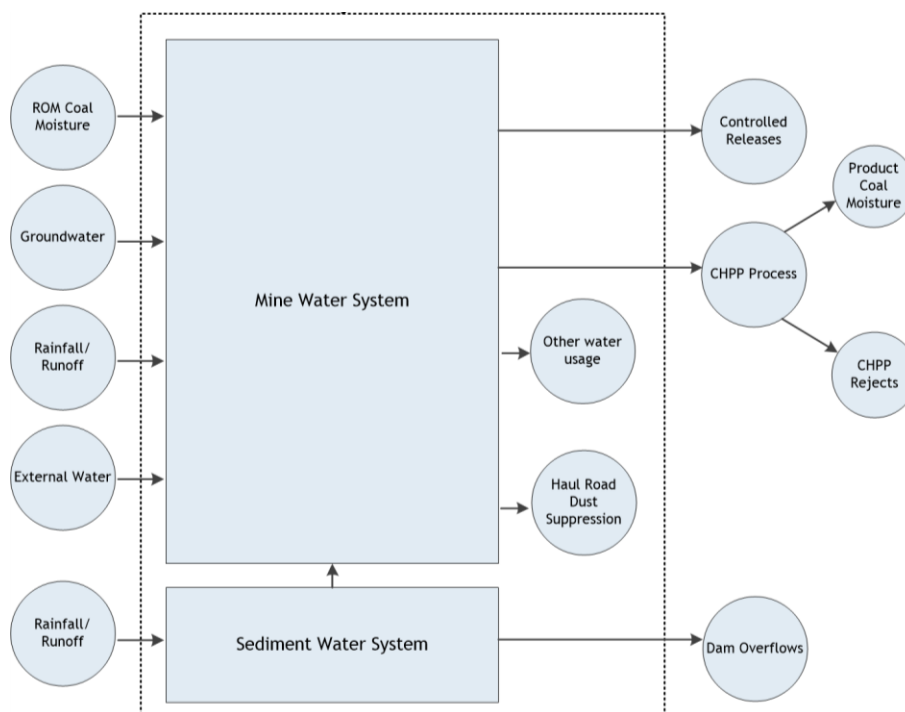 ROM Coal
Moisture
Controlled
Releases
Product
Coal
Moisture
Groundwater
CHPP Process
Mine Water System
Rainfall/
Runoff
Other water
usage
CHPP
Rejects
External Water
Haul Road
Dust
Suppression
Rainfall/
Runoff
Sediment Water System
Dam Overflows